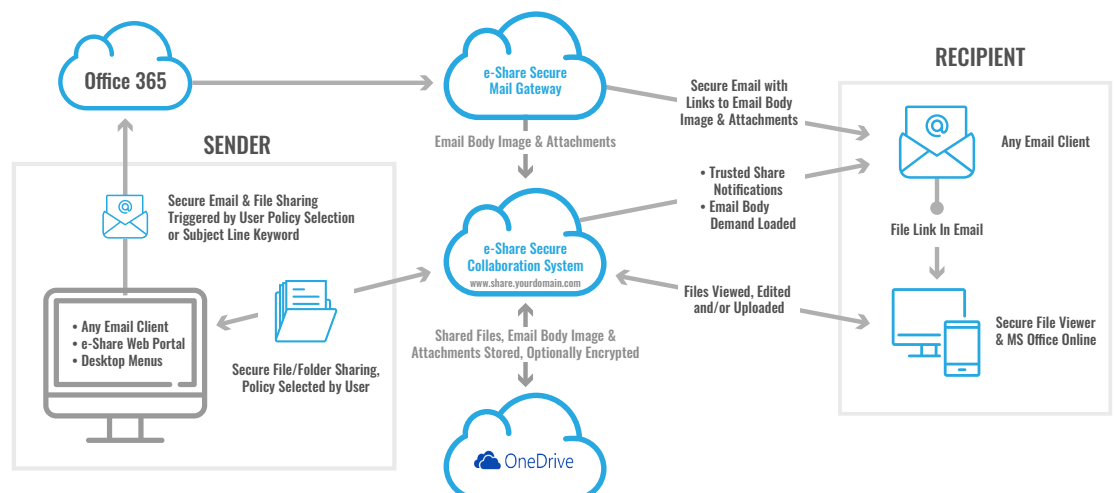 Office 365
e-Share Secure
Mail Gateway
RECIPIENT
Secure Email with
Links to Email Body
Image & Attachments
@
Any Email Client
SENDER
Email Body Image & Attachments
@
Secure Email & File Sharing
Triggered by User Policy Selection
or Subject Line Keyword
• Trusted Share
Notifications
• Email Body
Demand Loaded
File Link In Email
e-Share Secure
Collaboration System
www.share.yourdomain.com
Files Viewed, Edited
and/or Uploaded
• Any Email Client
• e-Share Web Portal
• Desktop Menus
Secure File/Folder Sharing,
Policy Selected by User
Shared Files, Email Body Image &
Attachments Stored, Optionally Encrypted
Secure File Viewer
& MS Office Online
OneDrive